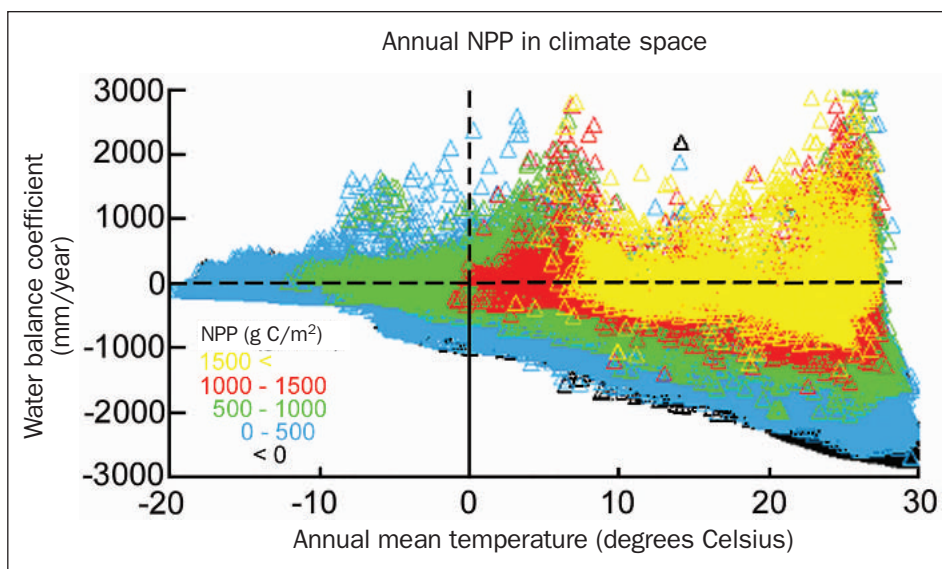 Annual NPP in climate space
Water balance coefficient
(mm/year)
3000
2000
1000
0
-1000
-2000
-3000
NPP (g C/m²)
1500 <
1000 - 1500
500 - 1000
0 - 500
< 0
-20
-10
0
10
20
30
Annual mean temperature (degrees Celsius)